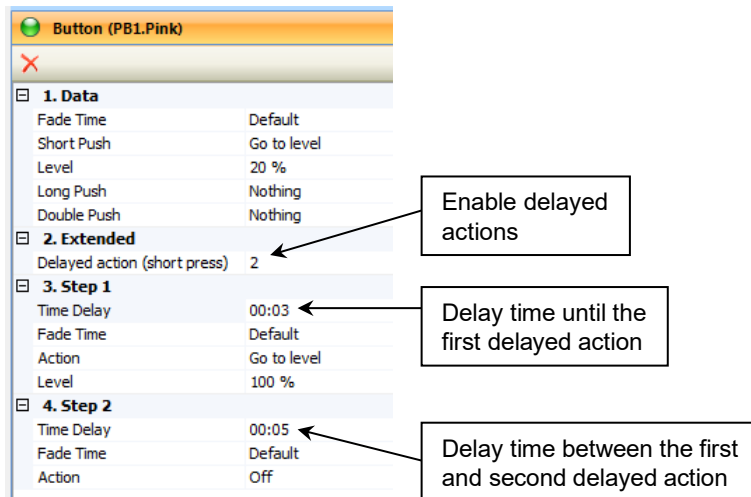 Button (PB1.Pink)
1. Data
Fade Time Default
Short Push Go to level
Level 20 %
Long Push Nothing
Double Push Nothing
2. Extended
Delayed action (short press) 2
3. Step 1
Time Delay 00:03
Fade Time Default
Action Go to level
Level 100 %
4. Step 2
Time Delay 00:05
Fade Time Default
Action Off
Enable delayed
actions
Delay time until the
first delayed action
Delay time between the first
and second delayed action